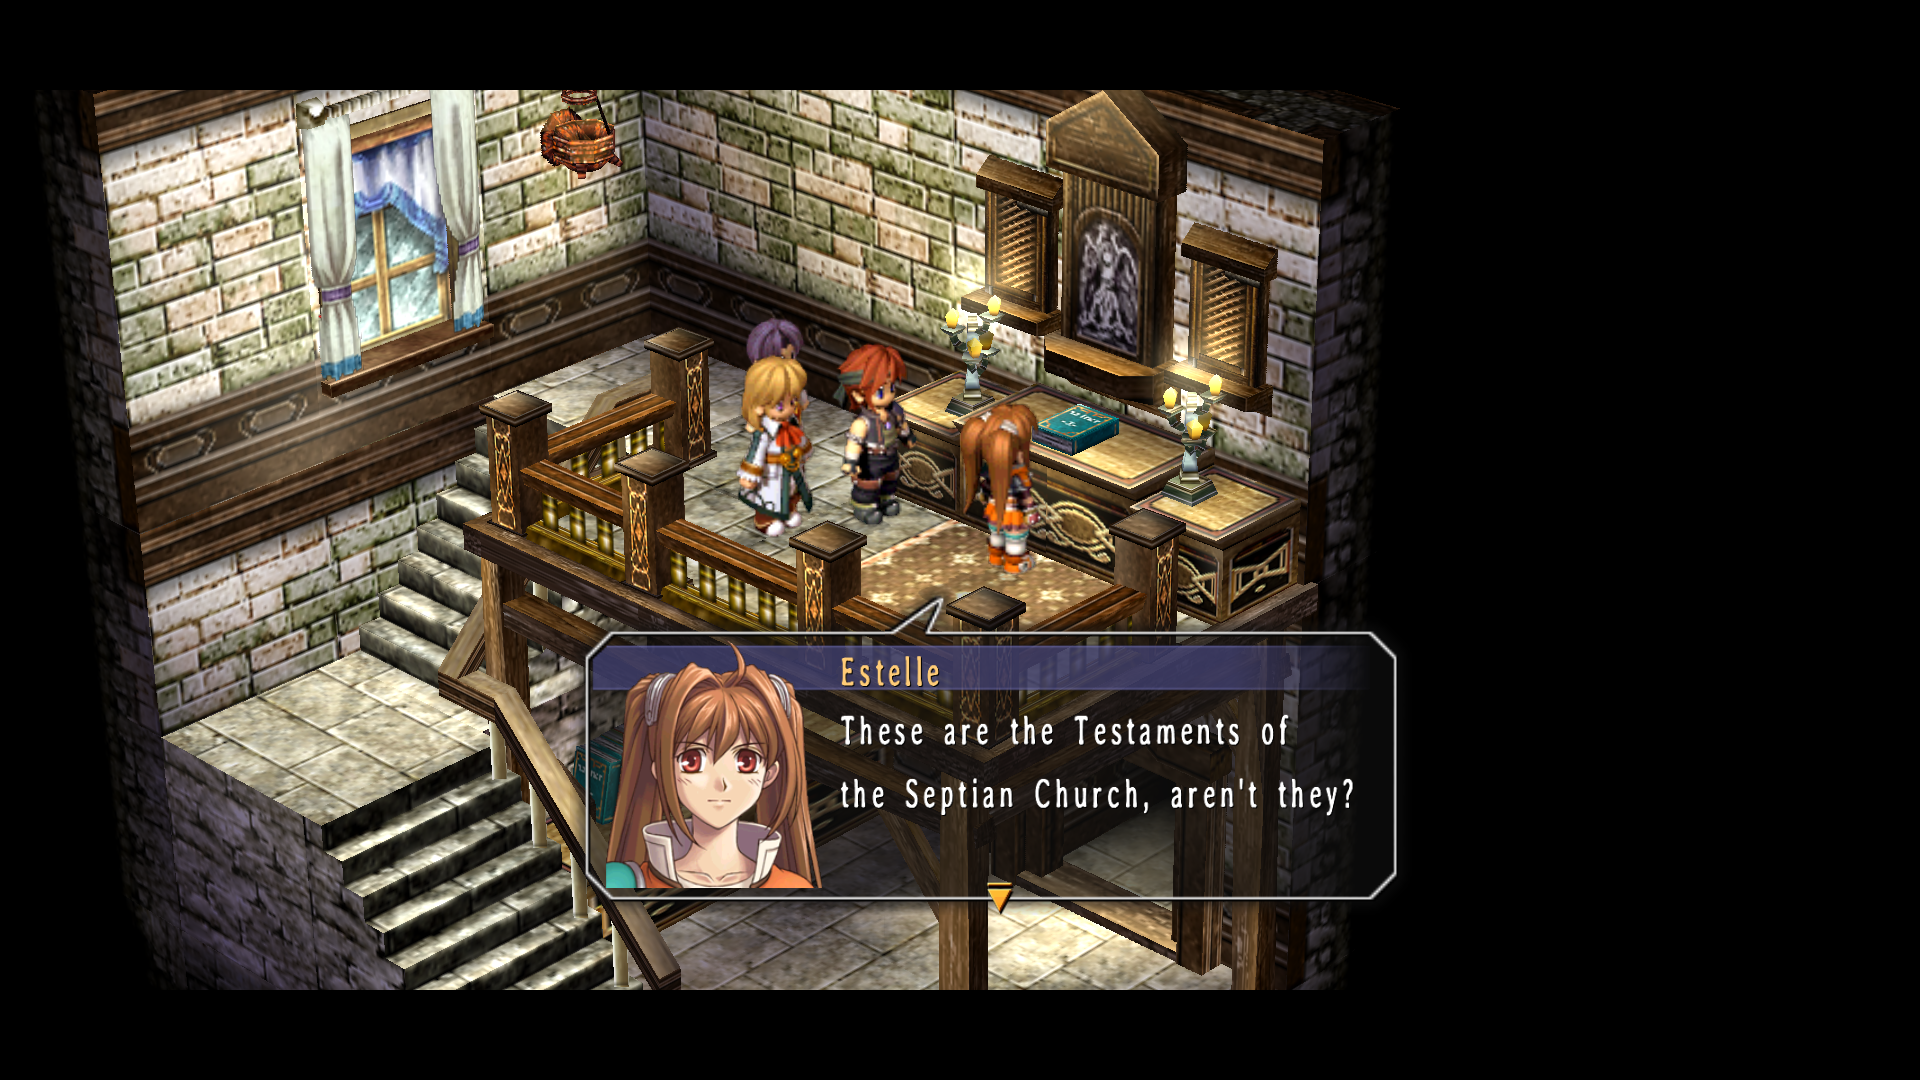 Estelle
These are the Testaments of
the Septian Church, aren't they?